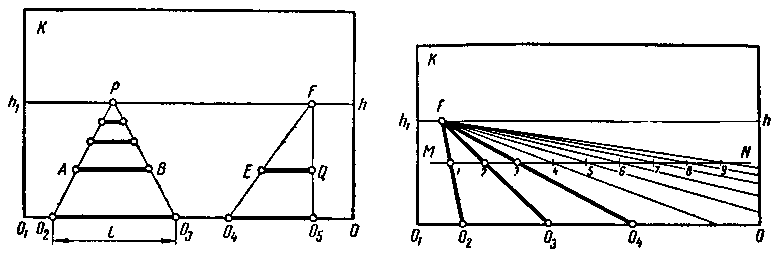 K
P
F
h₁
h
A
B
E
Q
O₁
O₂
l
O₃
O₄
O₅
O
K
F
h₁
h
M
N
1
2
3
4
5
6
7
8
9
O₁
O₂
O₃
O₄
O